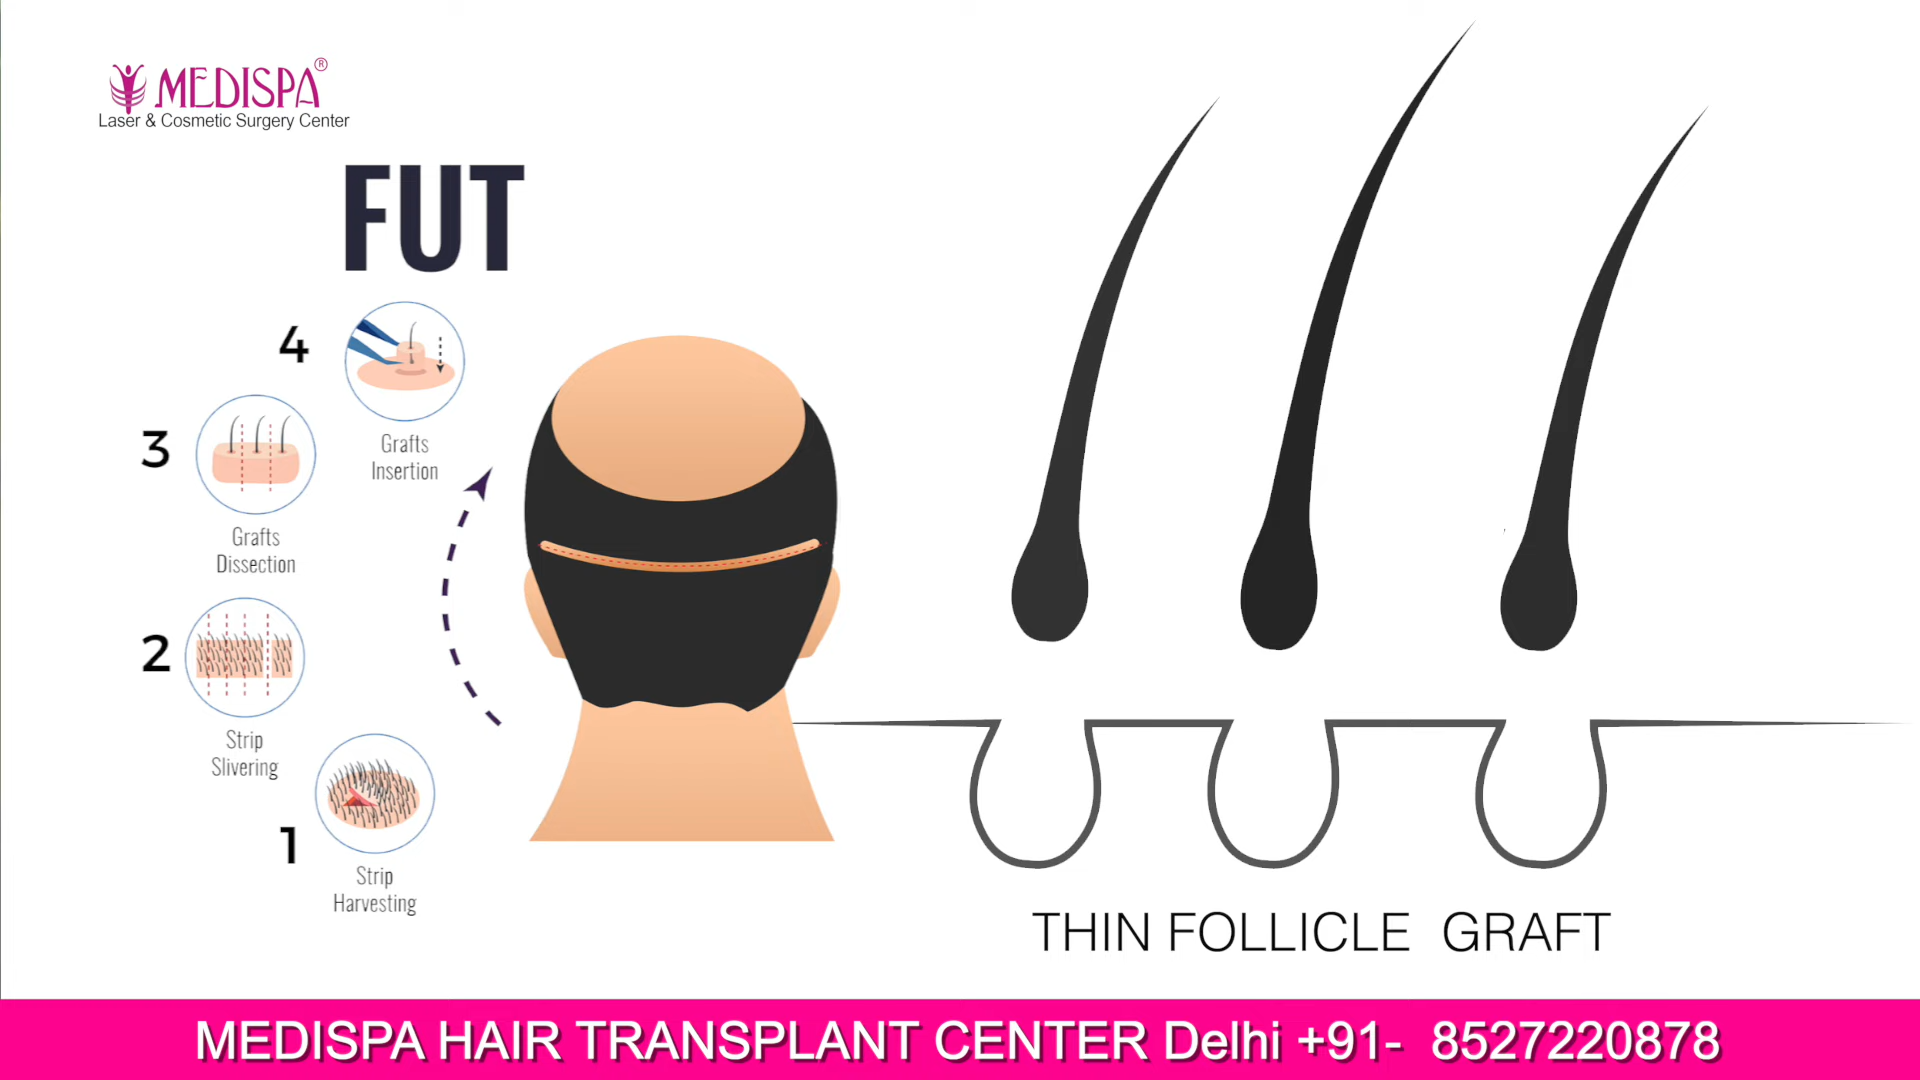 MEDISPA®
Laser & Cosmetic Surgery Center
FUT
4
Grafts
Insertion
3
Grafts
Dissection
2
Strip
Slivering
1
Strip
Harvesting
THIN FOLLICLE GRAFT
MEDISPA HAIR TRANSPLANT CENTER Delhi +91- 8527220878